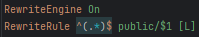 RewriteEngine On
RewriteRule ^(.*)$ public/$1 [L]